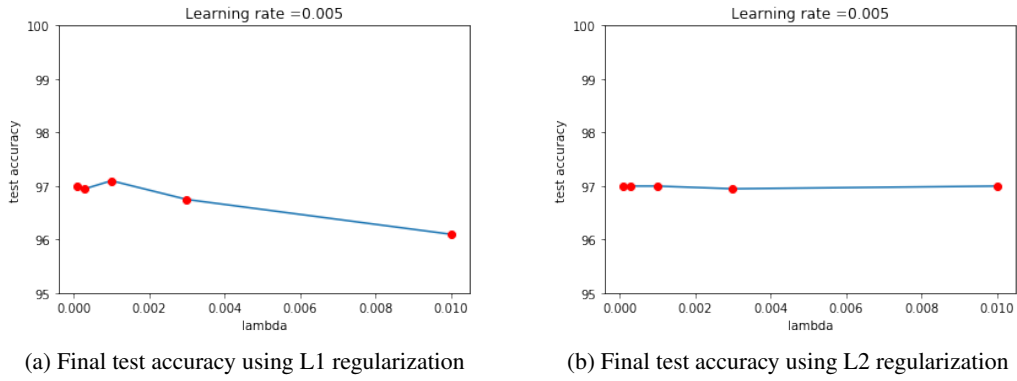 Learning rate =0.005
100
99
98
97
96
95
test accuracy
0.000 0.002 0.004 0.006 0.008 0.010
lambda
(a) Final test accuracy using L1 regularization
Learning rate =0.005
100
99
98
97
96
95
test accuracy
0.000 0.002 0.004 0.006 0.008 0.010
lambda
(b) Final test accuracy using L2 regularization